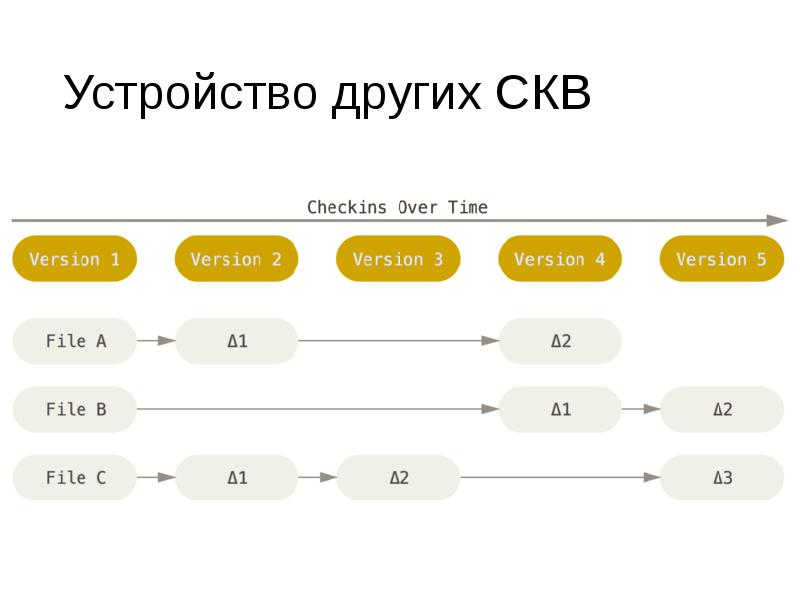 Устройство других СКВ
Checkins Over Time
Version 1 Version 2 Version 3 Version 4 Version 5
File A Δ1 Δ2
File B Δ1 Δ2
File C Δ1 Δ2 Δ3